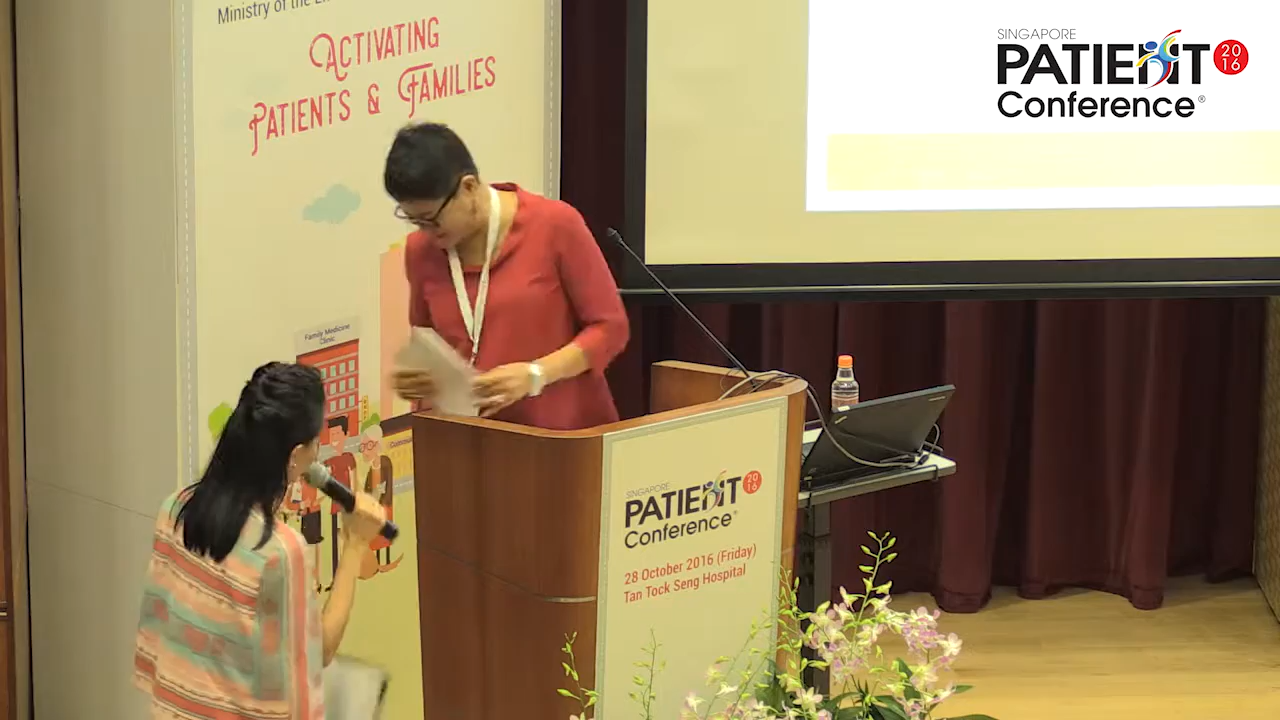 Ministry of the
ACTIVATING
PATIENTS & FAMILIES
Family Medicine
Clinic
SINGAPORE
PATIENT 2016
Conference®
SINGAPORE
PATIENT 2016
Conference®
28 October 2016 (Friday)
Tan Tock Seng Hospital